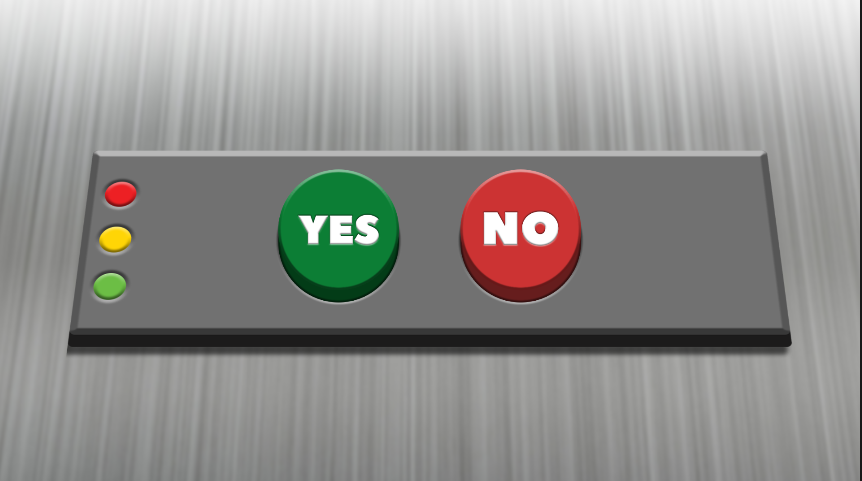 YES
NO